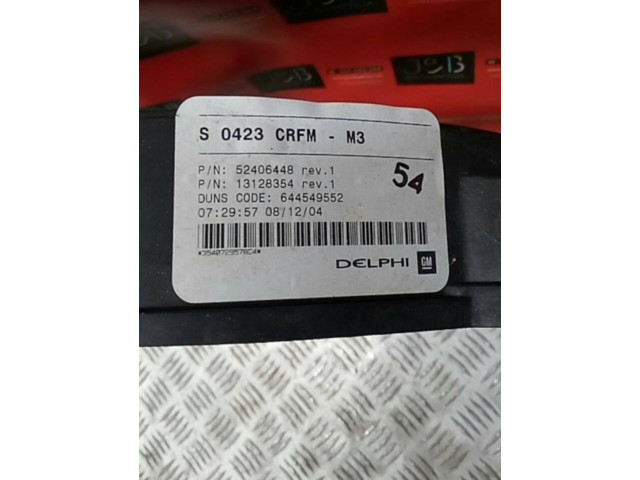 J&B
J&B
S 0423 CRFM - M3
P/N: 52406448 rev.1
P/N: 13128354 rev.1
54
DUNS CODE: 644549552
07:29:57 08/12/04
*35A0729570C4*
DELPHI GM